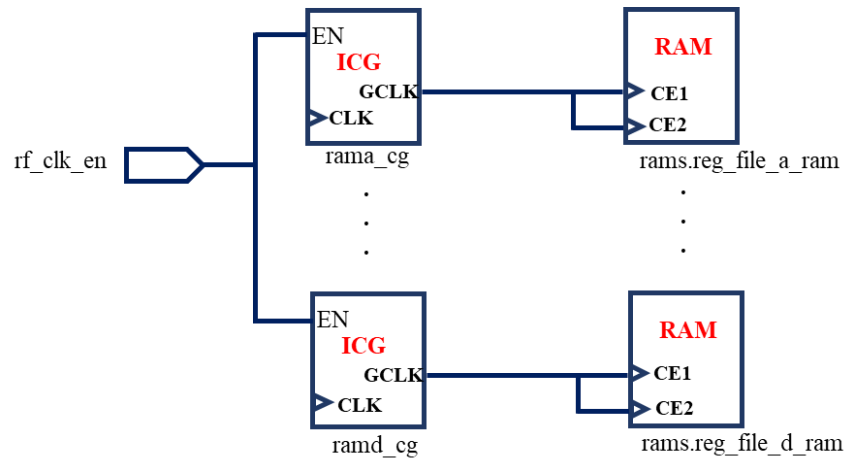 EN
ICG
GCLK
CLK
rama_cg
RAM
CE1
CE2
rams.reg_file_a_ram
rf_clk_en
EN
ICG
GCLK
CLK
ramd_cg
RAM
CE1
CE2
rams.reg_file_d_ram